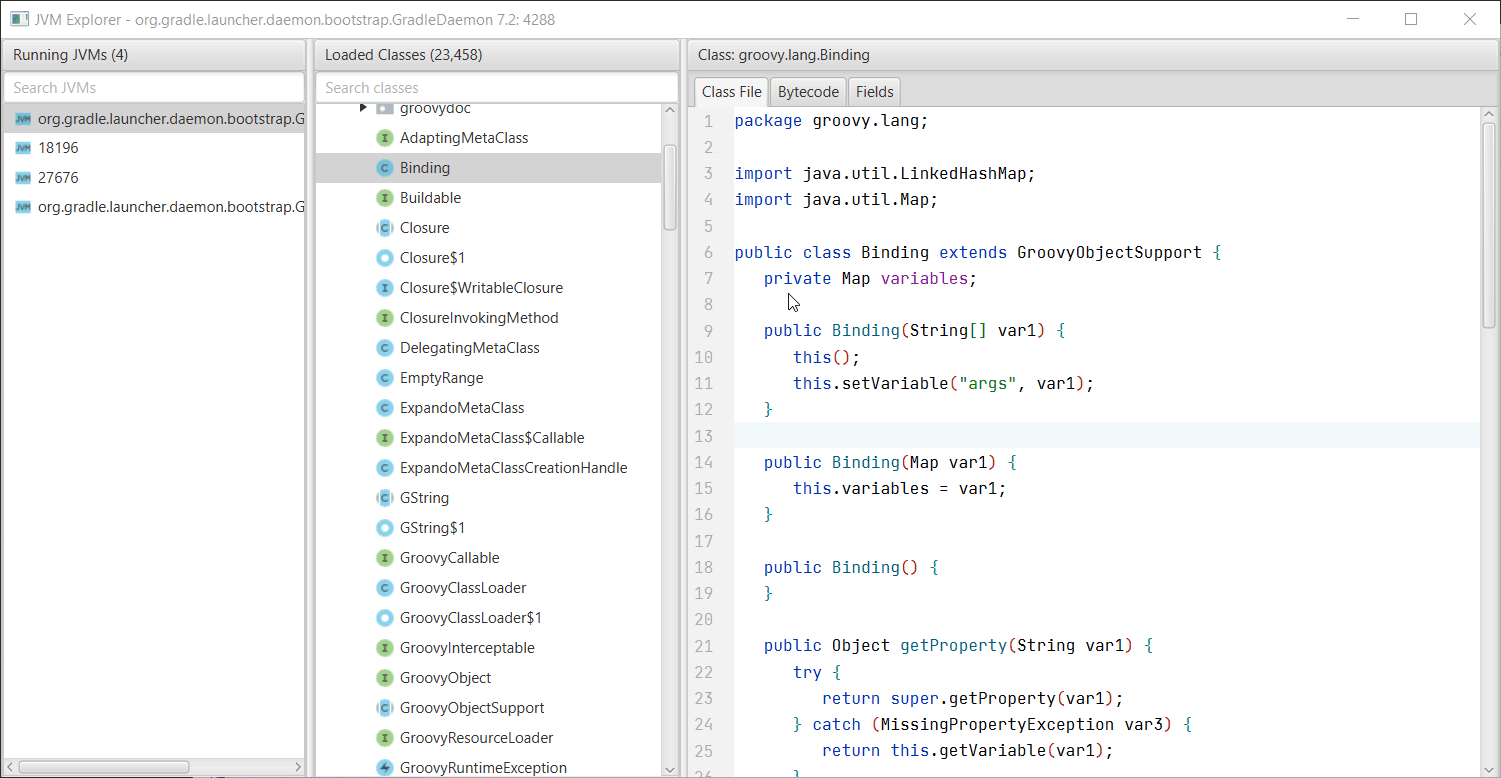 JVM Explorer - org.gradle.launcher.daemon.bootstrap.GradleDaemon 7.2: 4288
Running JVMs (4)
Search JVMs
JVM org.gradle.launcher.daemon.bootstrap.G
JVM 18196
JVM 27676
JVM org.gradle.launcher.daemon.bootstrap.G
Loaded Classes (23,458)
Search classes
groovydoc
I AdaptingMetaClass
C Binding
I Buildable
C Closure
Closure$1
I Closure$WritableClosure
I ClosureInvokingMethod
C DelegatingMetaClass
C EmptyRange
C ExpandoMetaClass
I ExpandoMetaClass$Callable
C ExpandoMetaClassCreationHandle
C GString
GString$1
I GroovyCallable
C GroovyClassLoader
GroovyClassLoader$1
I GroovyInterceptable
I GroovyObject
C GroovyObjectSupport
I GroovyResourceLoader
GroovyRuntimeException
Class: groovy.lang.Binding
Class File Bytecode Fields
1 package groovy.lang;
2
3 import java.util.LinkedHashMap;
4 import java.util.Map;
5
6 public class Binding extends GroovyObjectSupport {
7 private Map variables;
8
9 public Binding(String[] var1) {
10 this();
11 this.setVariable("args", var1);
12 }
13
14 public Binding(Map var1) {
15 this.variables = var1;
16 }
17
18 public Binding() {
19 }
20
21 public Object getProperty(String var1) {
22 try {
23 return super.getProperty(var1);
24 } catch (MissingPropertyException var3) {
25 return this.getVariable(var1);
26 }